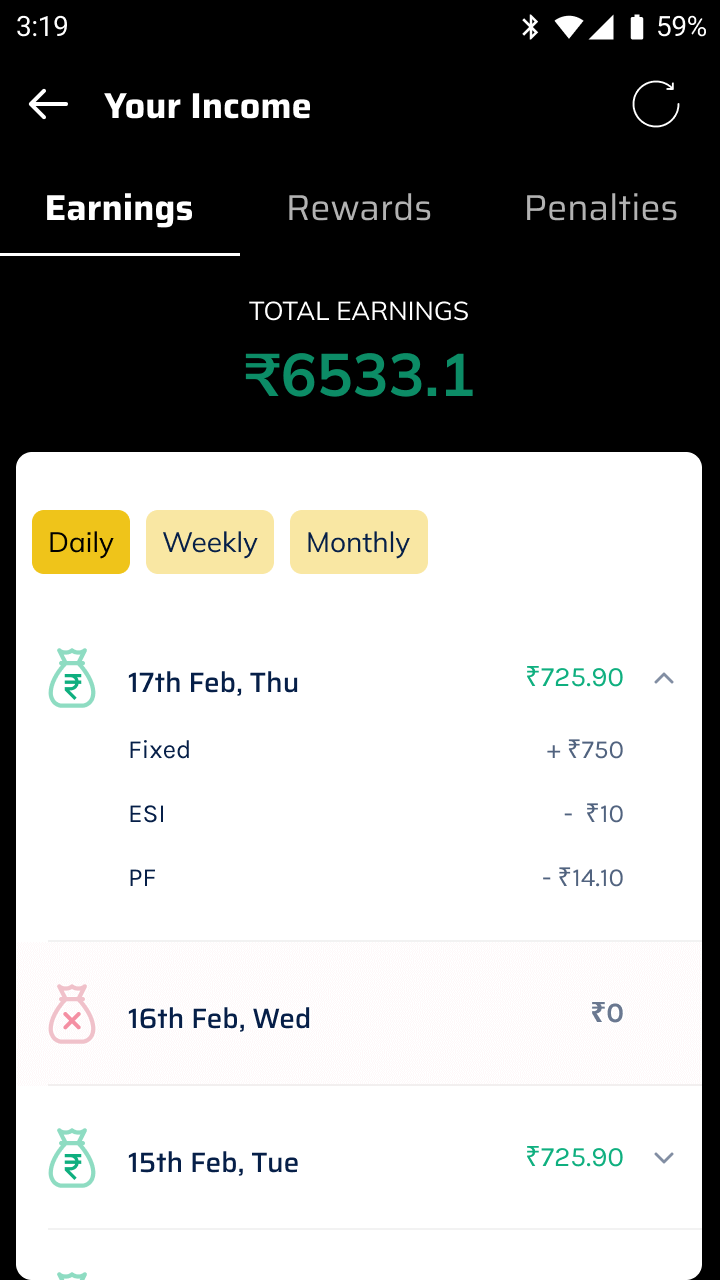 3:19 59%
Your Income
Earnings Rewards Penalties
TOTAL EARNINGS
₹6533.1
Daily Weekly Monthly
17th Feb, Thu ₹725.90
Fixed + ₹750
ESI - ₹10
PF - ₹14.10
16th Feb, Wed ₹0
15th Feb, Tue ₹725.90